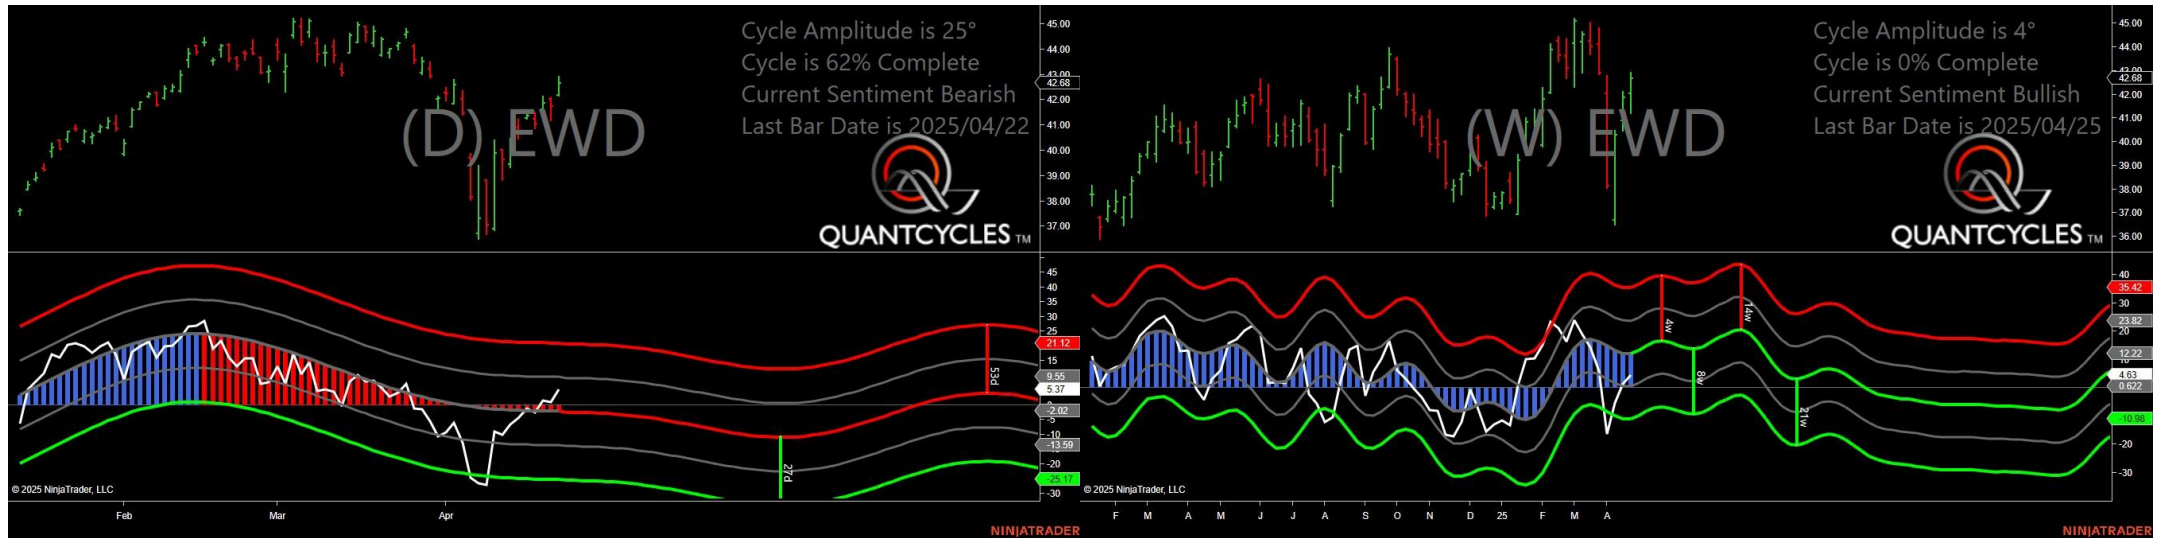 Cycle Amplitude is 25°
Cycle is 62% Complete
Current Sentiment Bearish
Last Bar Date is 2025/04/22
(D) EWD
QUANTCYCLES TM
45.00
44.00
43.00
42.68
42.00
41.00
40.00
39.00
38.00
37.00
45
40
35
30
25
21.12
15
9.55
5.37
0
-2.02
-5
-10
-13.59
-20
-25.17
-30
53d
27d
© 2025 NinjaTrader, LLC
Feb Mar Apr
NINJATRADER
Cycle Amplitude is 4°
Cycle is 0% Complete
Current Sentiment Bullish
Last Bar Date is 2025/04/25
(W) EWD
QUANTCYCLES TM
45.00
44.00
43.00
42.68
42.00
41.00
40.00
39.00
38.00
37.00
36.00
40
35.42
30
23.82
20
12.22
4.63
0.622
-10.98
-20
-30
4w
14w
8w
21w
© 2025 NinjaTrader, LLC
F M A M J J A S O N D 25 F M A
NINJATRADER